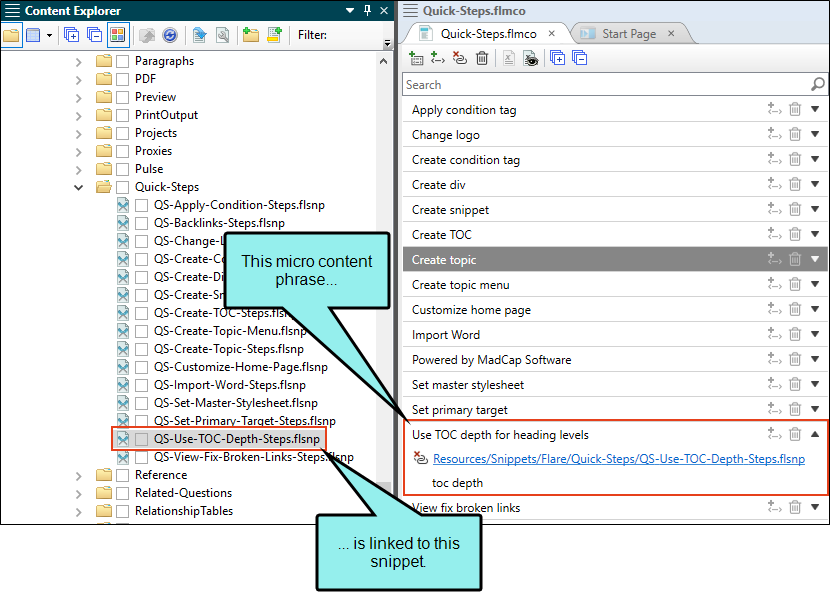 Content Explorer
Filter:
Paragraphs
PDF
Preview
PrintOutput
Projects
Proxies
Pulse
Quick-Steps
QS-Apply-Condition-Steps.flsnp
QS-Backlinks-Steps.flsnp
QS-Change-L
QS-Create-Co
QS-Create-Di
QS-Create-Sn
QS-Create-TOC-Steps.flsnp
QS-Create-Topic-Menu.flsnp
QS-Create-Topic-Steps.flsnp
QS-Customize-Home-Page.flsnp
QS-Import-Word-Steps.flsnp
QS-Set-Master-Stylesheet.flsnp
QS-Set-Primary-Target-Steps.flsnp
QS-Use-TOC-Depth-Steps.flsnp
QS-View-Fix-Broken-Links-Steps.flsnp
Reference
Related-Questions
RelationshipTables
This micro content
phrase...
... is linked to this
snippet.
Quick-Steps.flmco
Quick-Steps.flmco
Start Page
Search
Apply condition tag
Change logo
Create condition tag
Create div
Create snippet
Create TOC
Create topic
Create topic menu
Customize home page
Import Word
Powered by MadCap Software
Set master stylesheet
Set primary target
Use TOC depth for heading levels
Resources/Snippets/Flare/Quick-Steps/QS-Use-TOC-Depth-Steps.flsnp
toc depth
View fix broken links